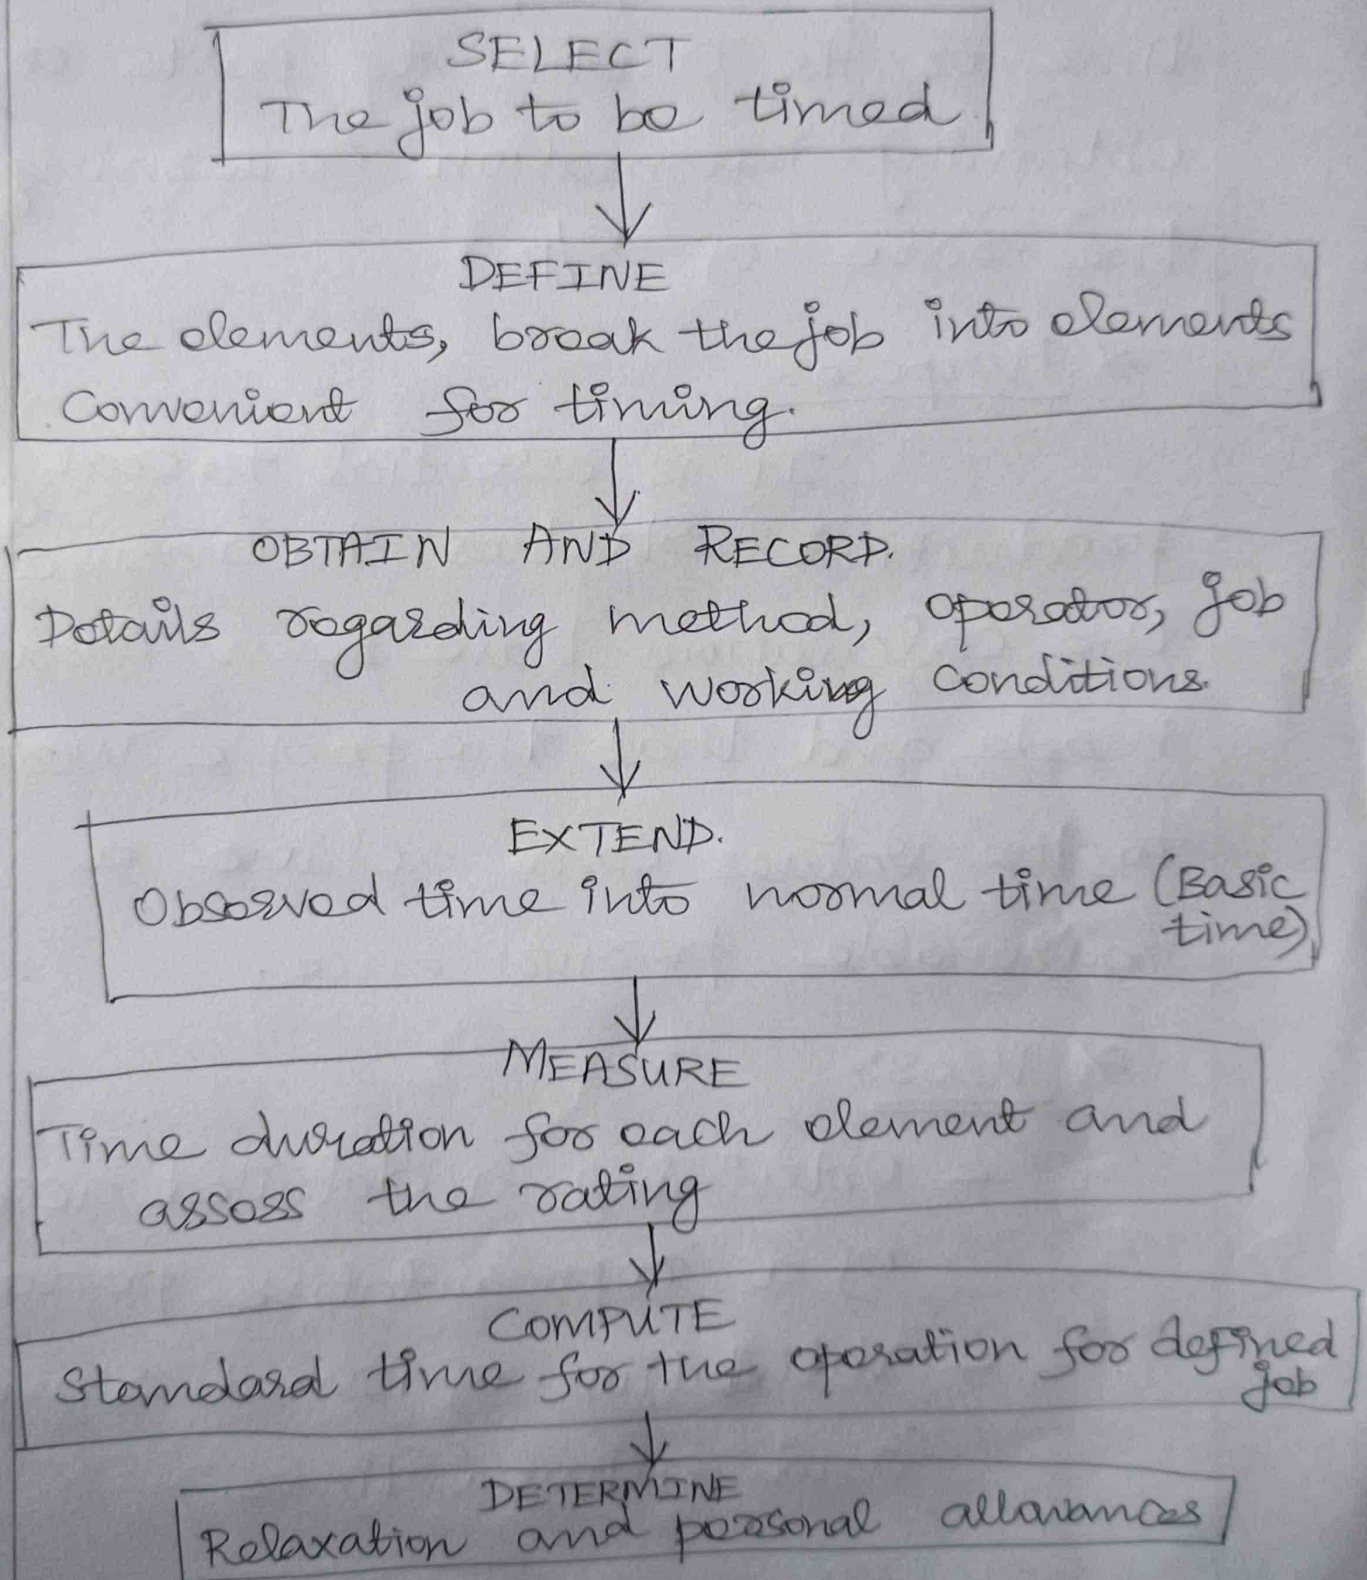 SELECT
The job to be timed
DEFINE
The elements, break the job into elements
Convenient for timing.
OBTAIN AND RECORD.
Details regarding method, operator, job
and working conditions.
EXTEND.
Observed time into normal time (Basic
time)
MEASURE
Time duration for each element and
assess the rating
COMPUTE
Standard time for the operation for defined
job
DETERMINE
Relaxation and personal allowances